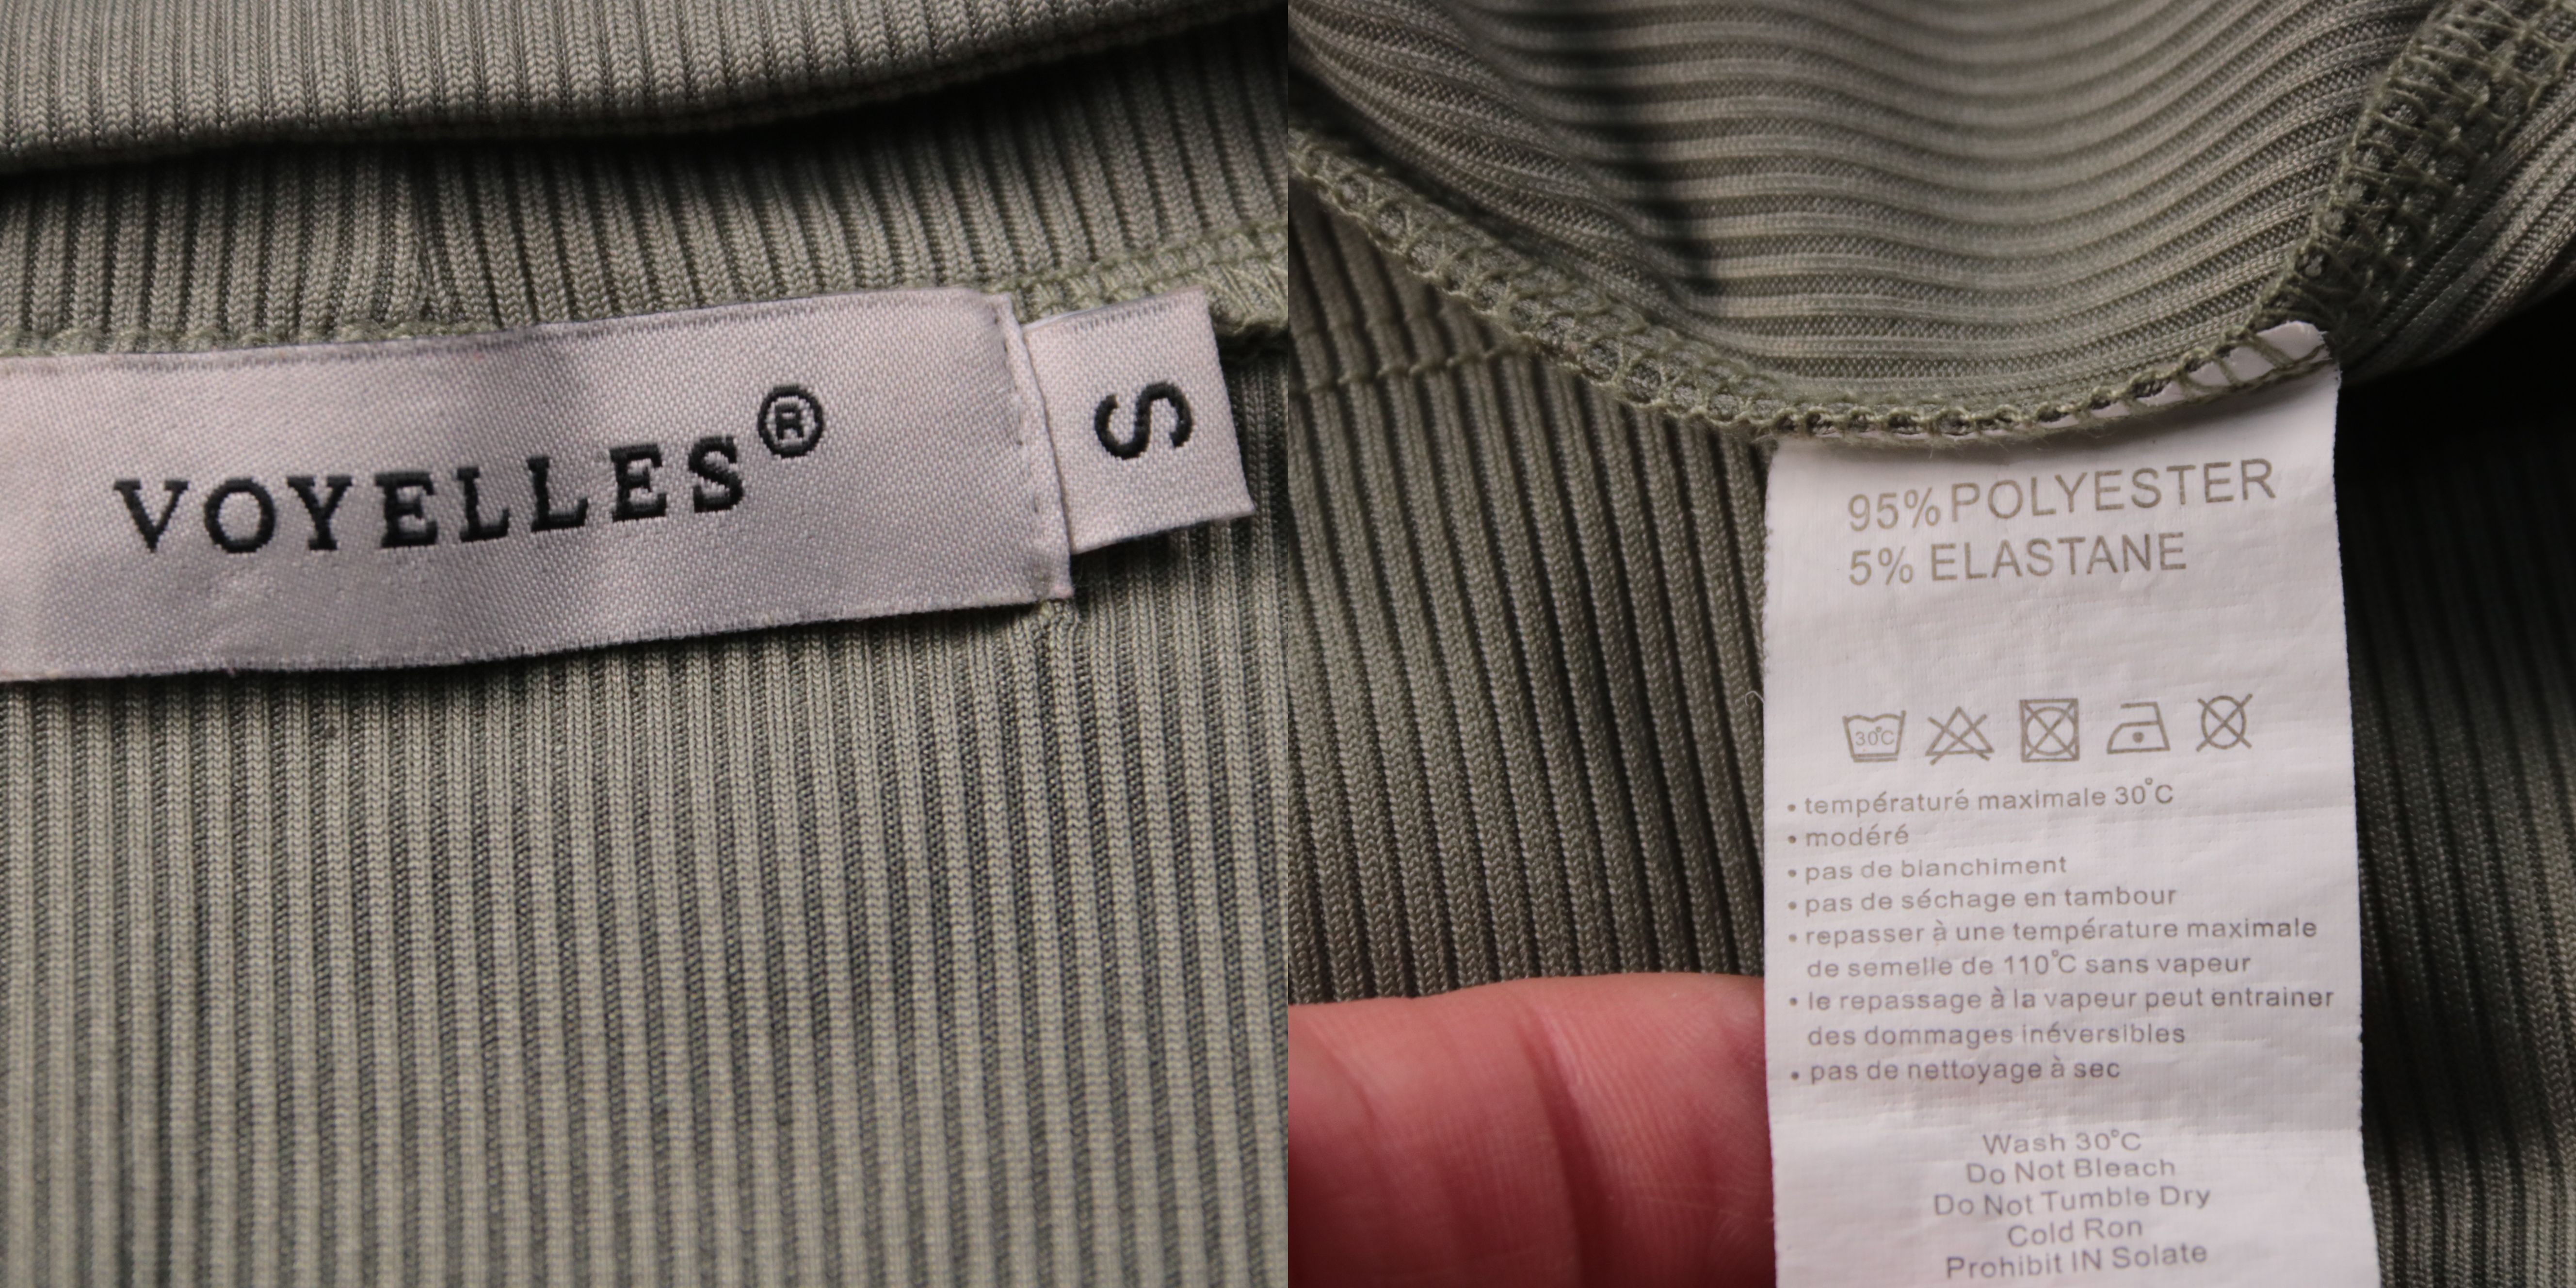 VOYELLES®
S
95% POLYESTER
5% ELASTANE
30°C
• températuré maximale 30°C
• modéré
• pas de bianchiment
• pas de séchage en tambour
• repasser à une température maximale
de semelle de 110°C sans vapeur
• le repassage à la vapeur peut entrainer
des dommages inéversibles
• pas de nettoyage à sec
Wash 30°C
Do Not Bleach
Do Not Tumble Dry
Cold Ron
Prohibit IN Solate